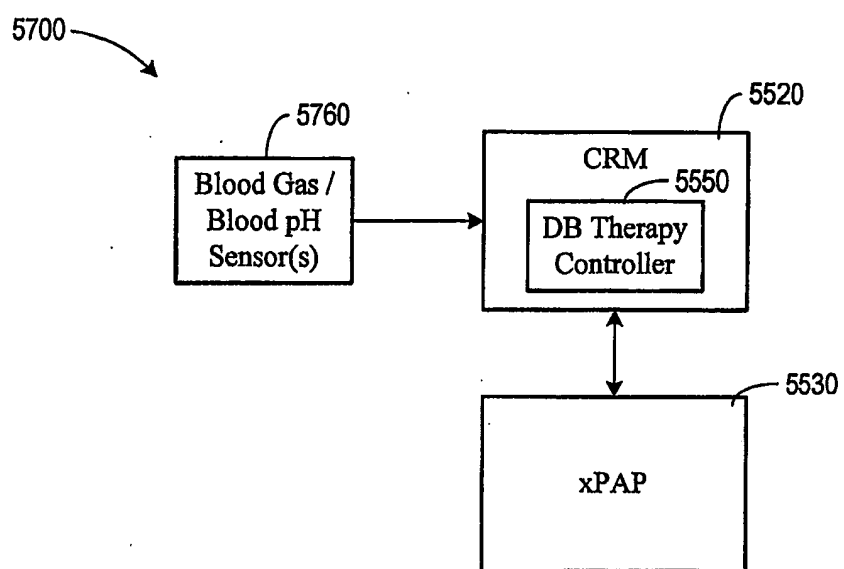 5700
5760
5520
Blood Gas /
Blood pH
Sensor(s)
CRM
5550
DB Therapy
Controller
5530
xPAP